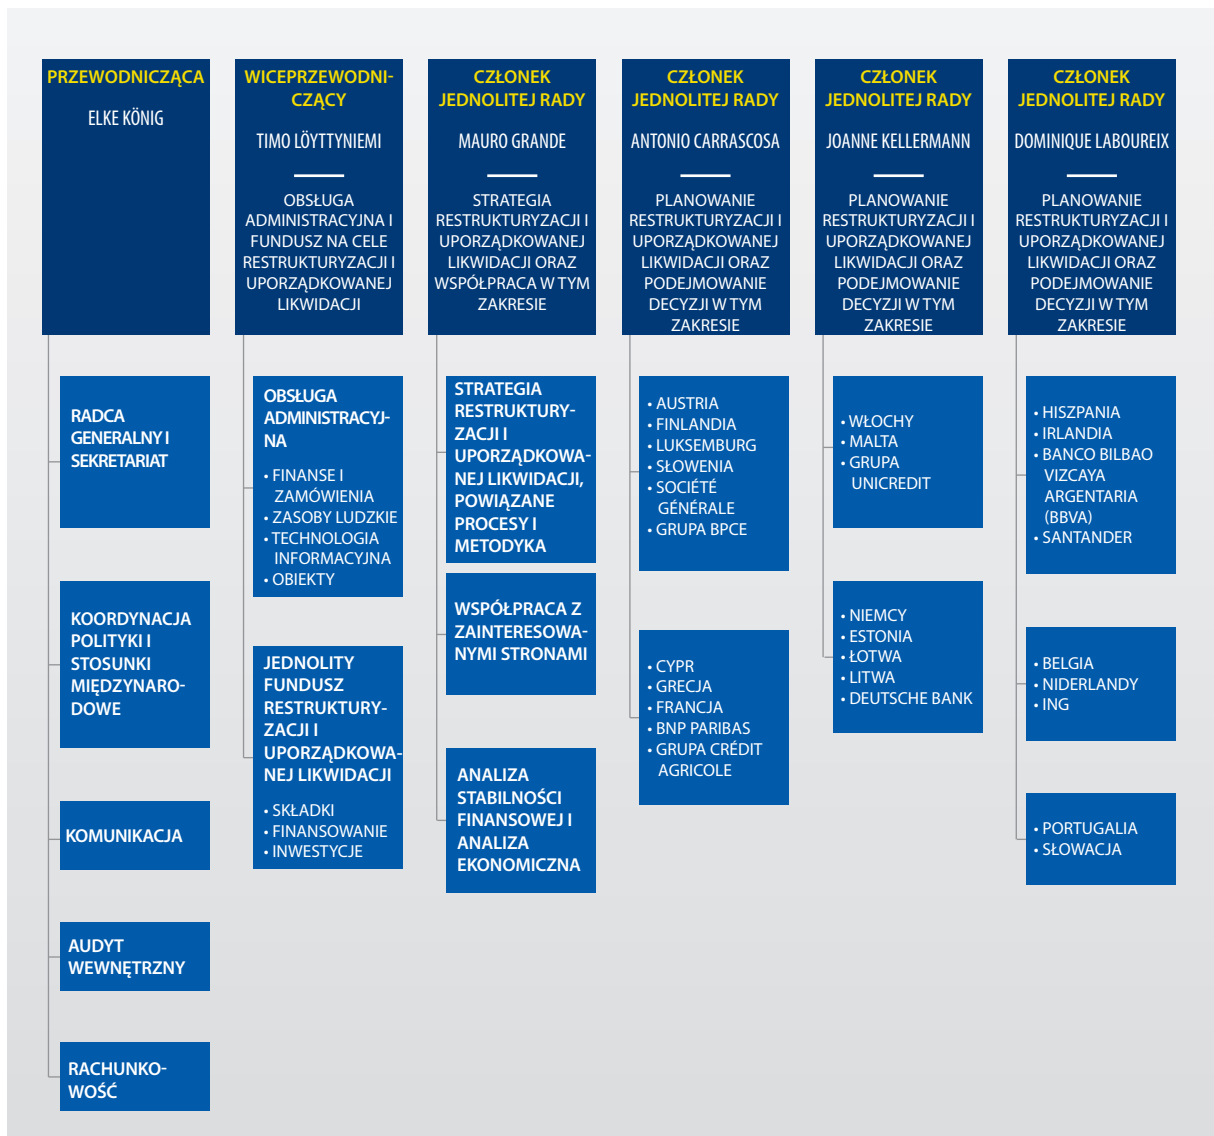 PRZEWODNICZĄCA
ELKE KÖNIG
RADCA
GENERALNY I
SEKRETARIAT
KOORDYNACJA
POLITYKI I
STOSUNKI
MIĘDZYNARO-
DOWE
KOMUNIKACJA
AUDYT
WEWNĘTRZNY
RACHUNKO-
WOŚĆ
WICEPRZEWODNI-
CZĄCY
TIMO LÖYTTYNIEMI
OBSŁUGA
ADMINISTRACYJNA I
FUNDUSZ NA CELE
RESTRUKTURYZACJI I
UPORZĄDKOWANEJ
LIKWIDACJI
OBSŁUGA
ADMINISTRACYJ-
NA
• FINANSE I
ZAMÓWIENIA
• ZASOBY LUDZKIE
• TECHNOLOGIA
INFORMACYJNA
• OBIEKTY
JEDNOLITY
FUNDUSZ
RESTRUKTURY-
ZACJI I
UPORZĄDKOWA-
NEJ LIKWIDACJI
• SKŁADKI
• FINANSOWANIE
• INWESTYCJE
CZŁONEK
JEDNOLITEJ RADY
MAURO GRANDE
STRATEGIA
RESTRUKTURYZACJI I
UPORZĄDKOWANEJ
LIKWIDACJI ORAZ
WSPÓŁPRACA W TYM
ZAKRESIE
STRATEGIA
RESTRUKTURY-
ZACJI I
UPORZĄDKOWA-
NEJ LIKWIDACJI,
POWIĄZANE
PROCESY I
METODYKA
WSPÓŁPRACA Z
ZAINTERESOWA-
NYMI STRONAMI
ANALIZA
STABILNOŚCI
FINANSOWEJ I
ANALIZA
EKONOMICZNA
CZŁONEK
JEDNOLITEJ RADY
ANTONIO CARRASCOSA
PLANOWANIE
RESTRUKTURYZACJI I
UPORZĄDKOWANEJ
LIKWIDACJI ORAZ
PODEJMOWANIE
DECYZJI W TYM
ZAKRESIE
• AUSTRIA
• FINLANDIA
• LUKSEMBURG
• SŁOWENIA
• SOCIÉTÉ
GÉNÉRALE
• GRUPA BPCE
• CYPR
• GRECJA
• FRANCJA
• BNP PARIBAS
• GRUPA CRÉDIT
AGRICOLE
CZŁONEK
JEDNOLITEJ RADY
JOANNE KELLERMANN
PLANOWANIE
RESTRUKTURYZACJI I
UPORZĄDKOWANEJ
LIKWIDACJI ORAZ
PODEJMOWANIE
DECYZJI W TYM
ZAKRESIE
• WŁOCHY
• MALTA
• GRUPA
UNICREDIT
• NIEMCY
• ESTONIA
• ŁOTWA
• LITWA
• DEUTSCHE BANK
CZŁONEK
JEDNOLITEJ RADY
DOMINIQUE LABOUREIX
PLANOWANIE
RESTRUKTURYZACJI I
UPORZĄDKOWANEJ
LIKWIDACJI ORAZ
PODEJMOWANIE
DECYZJI W TYM
ZAKRESIE
• HISZPANIA
• IRLANDIA
• BANCO BILBAO
VIZCAYA
ARGENTARIA
(BBVA)
• SANTANDER
• BELGIA
• NIDERLANDY
• ING
• PORTUGALIA
• SŁOWACJA